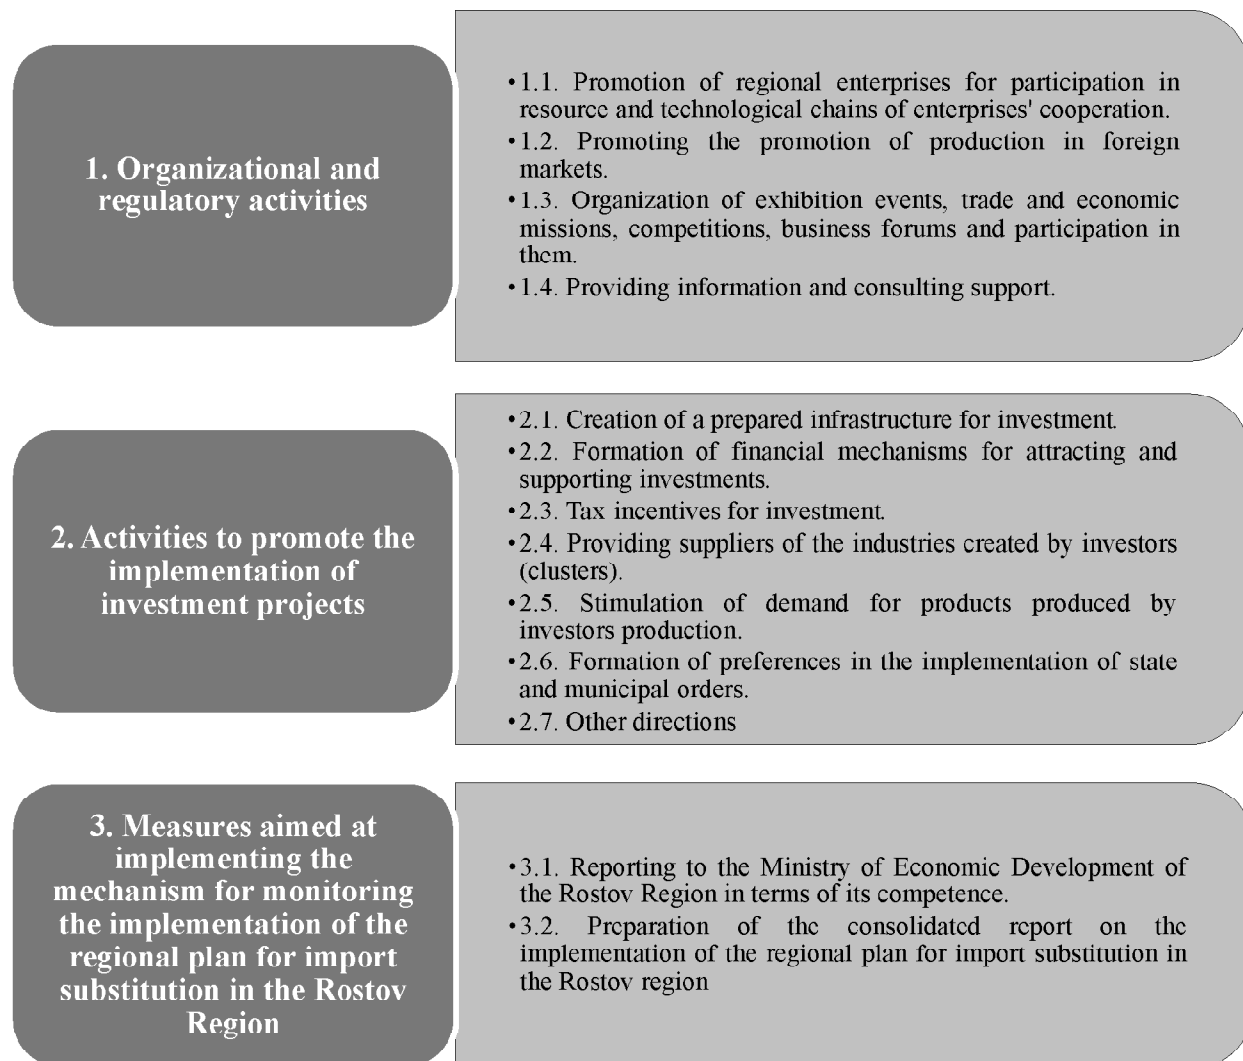 1. Organizational and
regulatory activities
•1.1. Promotion of regional enterprises for participation in
resource and technological chains of enterprises' cooperation.
•1.2. Promoting the promotion of production in foreign
markets.
•1.3. Organization of exhibition events, trade and economic
missions, competitions, business forums and participation in
them.
•1.4. Providing information and consulting support.
2. Activities to promote the
implementation of
investment projects
•2.1. Creation of a prepared infrastructure for investment.
•2.2. Formation of financial mechanisms for attracting and
supporting investments.
•2.3. Tax incentives for investment.
•2.4. Providing suppliers of the industries created by investors
(clusters).
•2.5. Stimulation of demand for products produced by
investors production.
•2.6. Formation of preferences in the implementation of state
and municipal orders.
•2.7. Other directions
3. Measures aimed at
implementing the
mechanism for monitoring
the implementation of the
regional plan for import
substitution in the Rostov
Region
•3.1. Reporting to the Ministry of Economic Development of
the Rostov Region in terms of its competence.
•3.2. Preparation of the consolidated report on the
implementation of the regional plan for import substitution in
the Rostov region